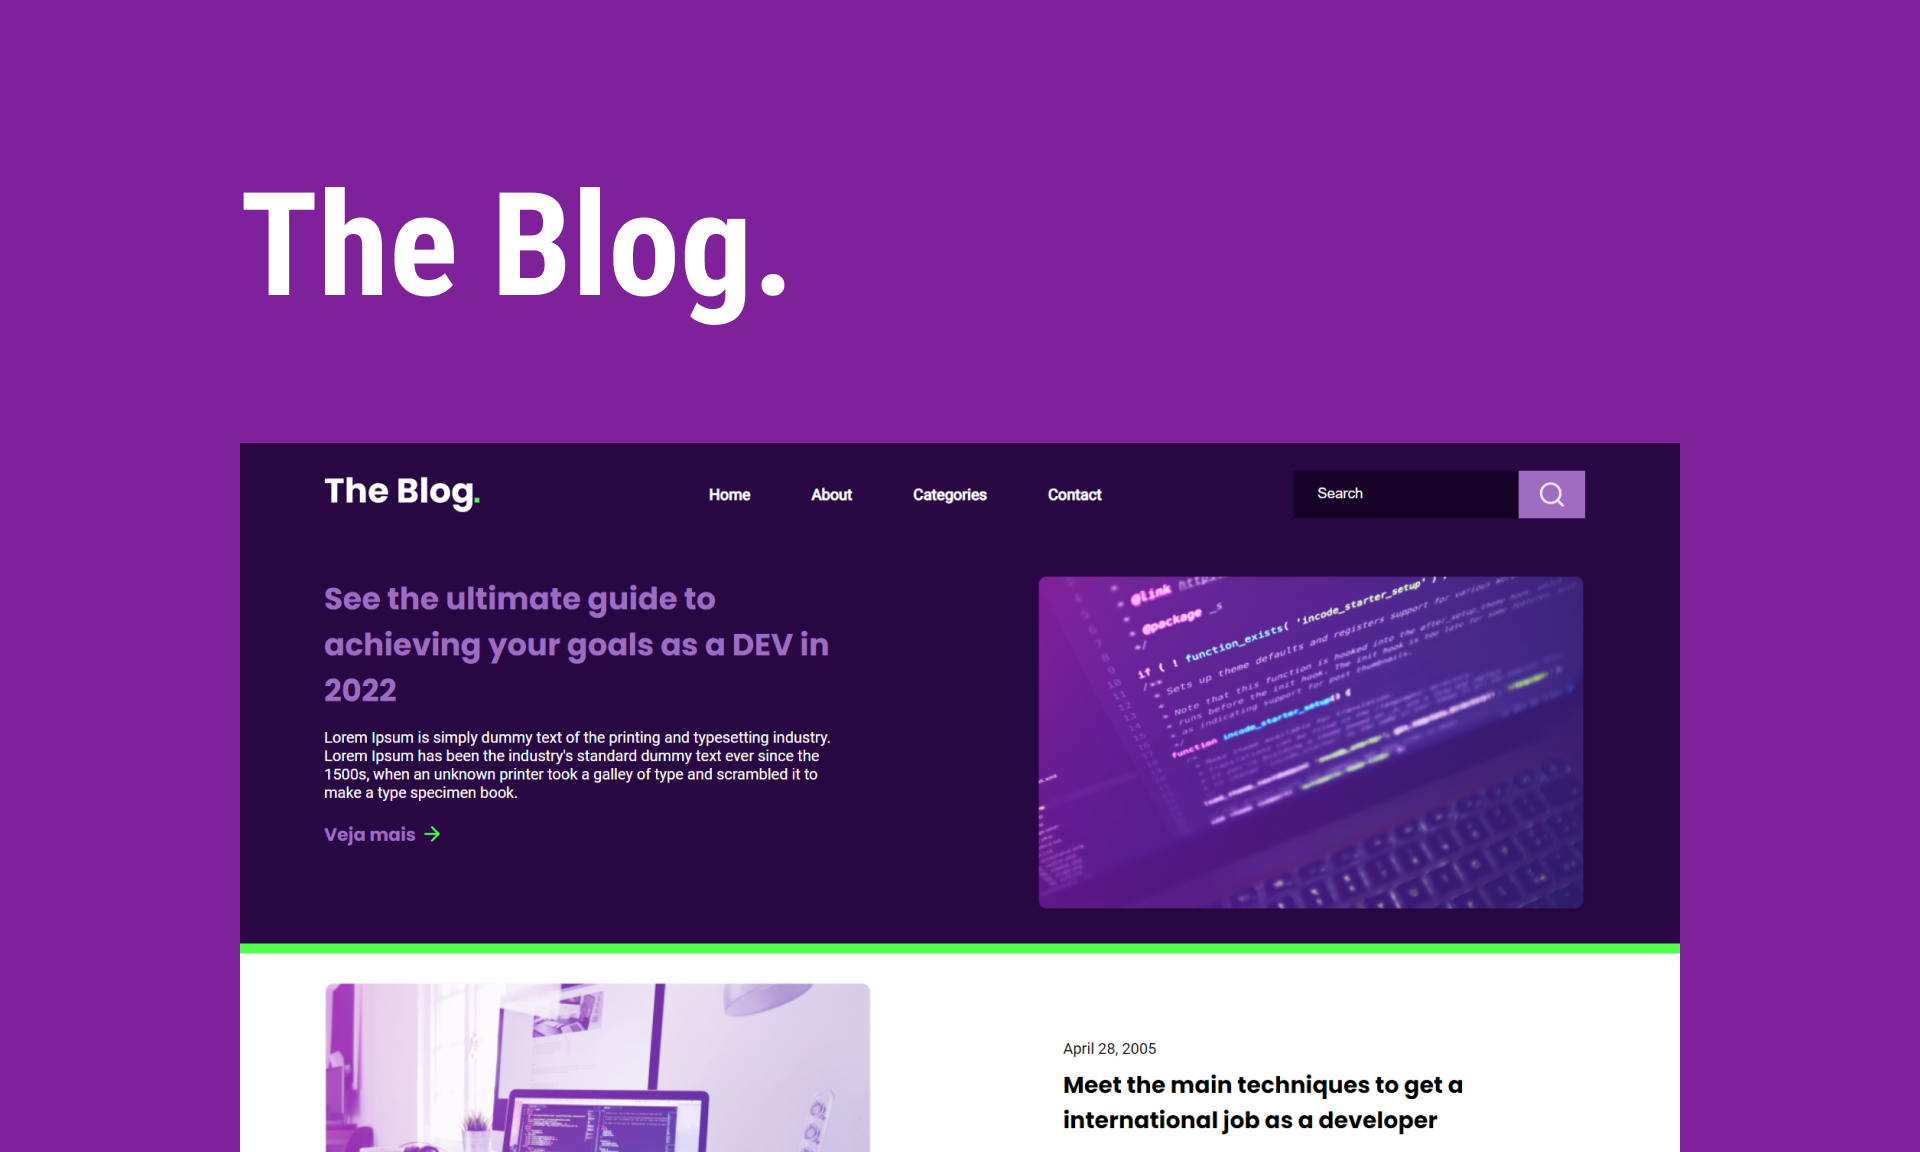 The Blog.
The Blog.
Home
About
Categories
Contact
Search
See the ultimate guide to
achieving your goals as a DEV in
2022
Lorem Ipsum is simply dummy text of the printing and typesetting industry.
Lorem Ipsum has been the industry's standard dummy text ever since the
1500s, when an unknown printer took a galley of type and scrambled it to
make a type specimen book.
Veja mais
* @link
* @package _s
*/
if ( ! function_exists( 'incode_starter_setup' ) )
/**
* Sets up theme defaults and registers support for various
*
* Note that this function is hooked into the after_setup_theme hook, which
* runs before the init hook. The init hook is too late for some features,
* as indicating support for post thumbnails.
*/
function incode_starter_setup() {
April 28, 2005
Meet the main techniques to get a
international job as a developer